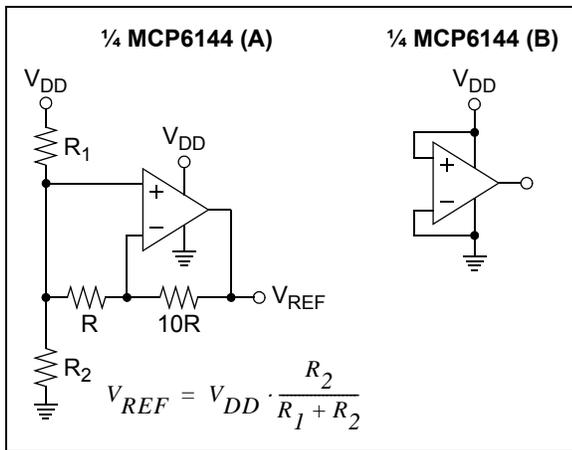 ¼ MCP6144 (A)
¼ MCP6144 (B)
V_DD
R_1
V_DD
+
−
R
10R
V_REF
R_2
V_REF = V_DD · R_2 / (R_1 + R_2)
V_DD
+
−